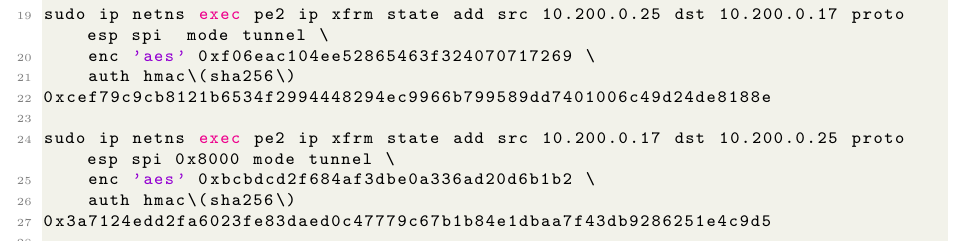 19 sudo ip netns exec pe2 ip xfrm state add src 10.200.0.25 dst 10.200.0.17 proto
esp spi  mode tunnel \
20 enc 'aes' 0xf06eac104ee52865463f324070717269 \
21 auth hmac\(sha256\)
22 0xcef79c9cb8121b6534f2994448294ec9966b799589dd7401006c49d24de8188e
23
24 sudo ip netns exec pe2 ip xfrm state add src 10.200.0.17 dst 10.200.0.25 proto
esp spi 0x8000 mode tunnel \
25 enc 'aes' 0xbcbdcd2f684af3dbe0a336ad20d6b1b2 \
26 auth hmac\(sha256\)
27 0x3a7124edd2fa6023fe83daed0c47779c67b1b84e1dbaa7f43db9286251e4c9d5